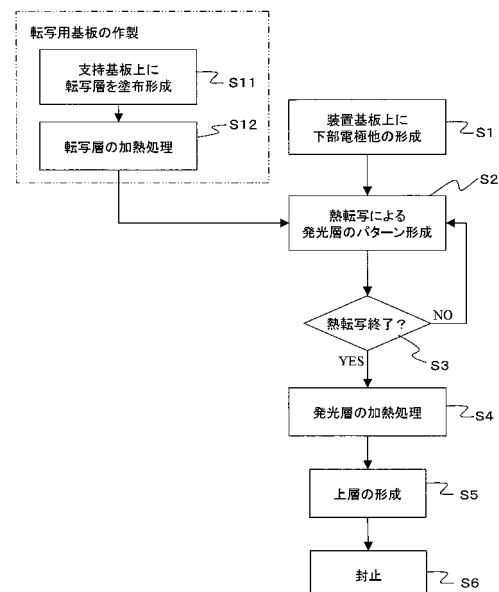 転写用基板の作製
支持基板上に
転写層を塗布形成
S11
転写層の加熱処理
S12
装置基板上に
下部電極他の形成
S1
熱転写による
発光層のパターン形成
S2
熱転写終了？
NO
S3
YES
発光層の加熱処理
S4
上層の形成
S5
封止
S6